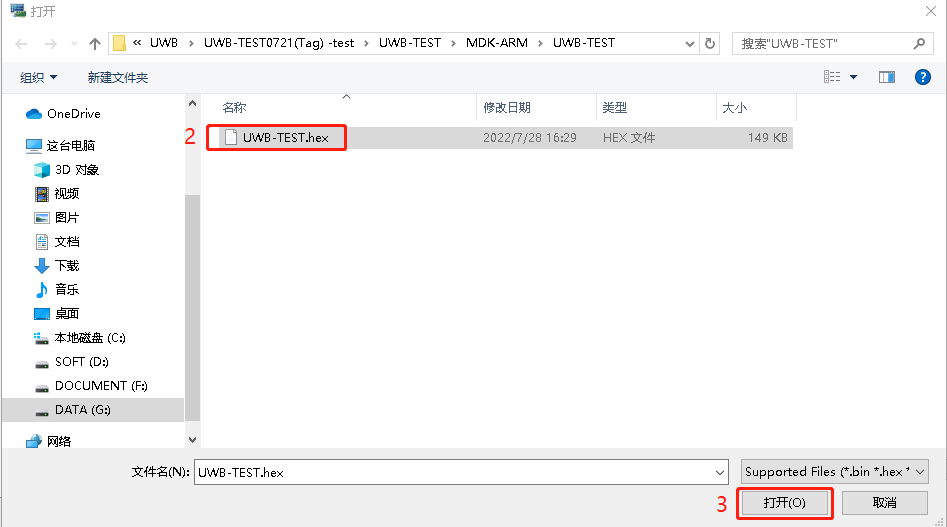 打开
« UWB › UWB-TEST0721(Tag) -test › UWB-TEST › MDK-ARM › UWB-TEST
搜索"UWB-TEST"
组织
新建文件夹
名称 修改日期 类型 大小
2 UWB-TEST.hex 2022/7/28 16:29 HEX 文件 149 KB
OneDrive
这台电脑
3D 对象
视频
图片
文档
下载
音乐
桌面
本地磁盘 (C:)
SOFT (D:)
DOCUMENT (F:)
DATA (G:)
网络
文件名(N): UWB-TEST.hex Supported Files (*.bin *.hex *
3 打开(O) 取消